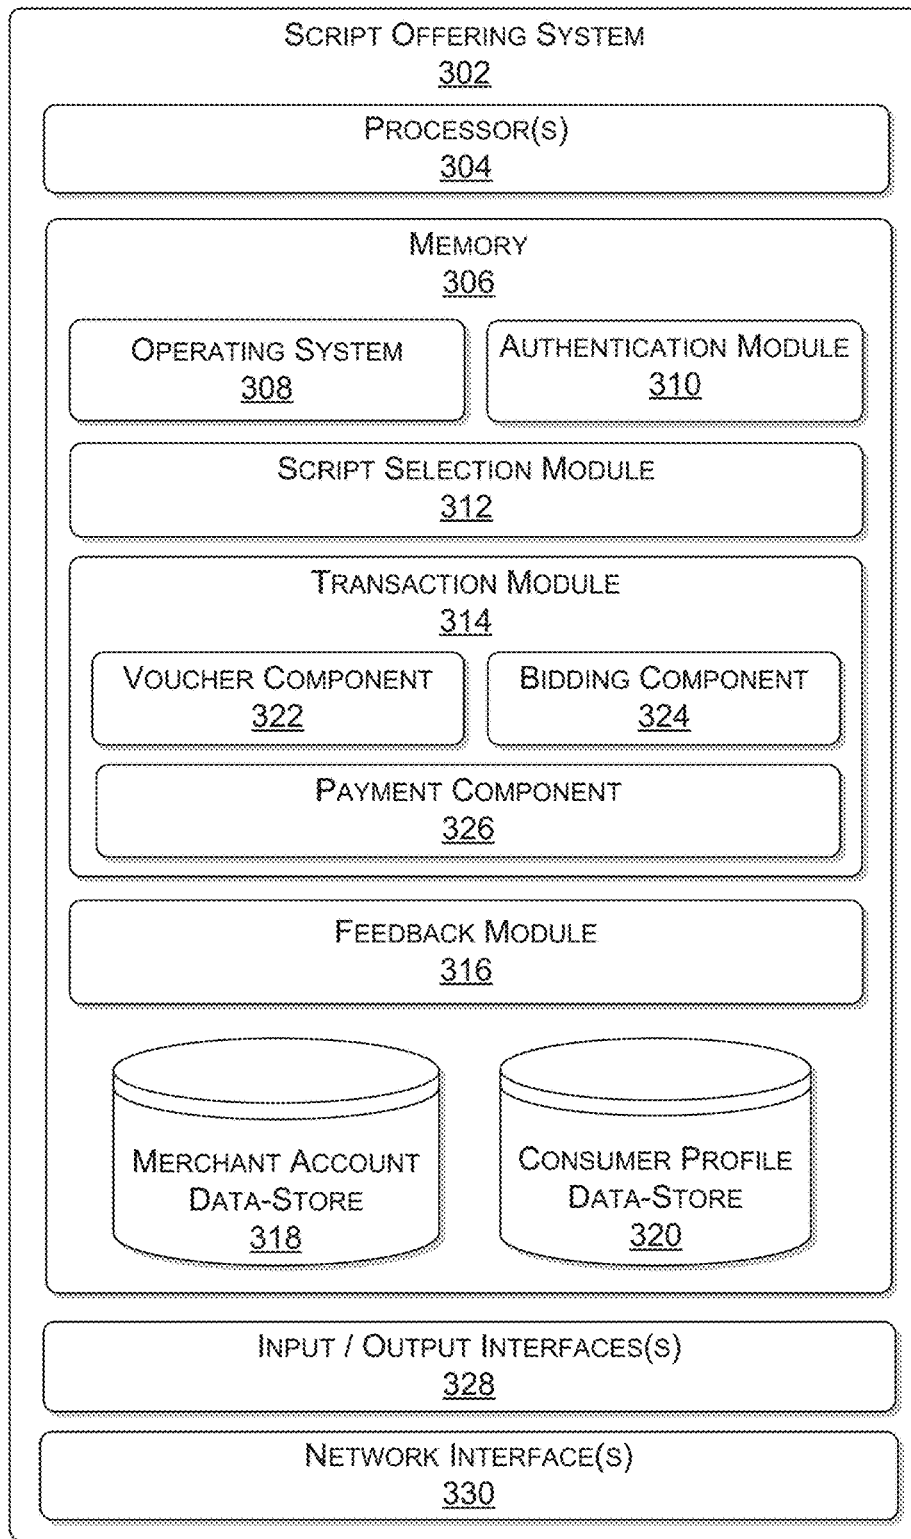 SCRIPT OFFERING SYSTEM
302
PROCESSOR(S)
304
MEMORY
306
OPERATING SYSTEM
308
AUTHENTICATION MODULE
310
SCRIPT SELECTION MODULE
312
TRANSACTION MODULE
314
VOUCHER COMPONENT
322
BIDDING COMPONENT
324
PAYMENT COMPONENT
326
FEEDBACK MODULE
316
MERCHANT ACCOUNT
DATA-STORE
318
CONSUMER PROFILE
DATA-STORE
320
INPUT / OUTPUT INTERFACES(S)
328
NETWORK INTERFACE(S)
330